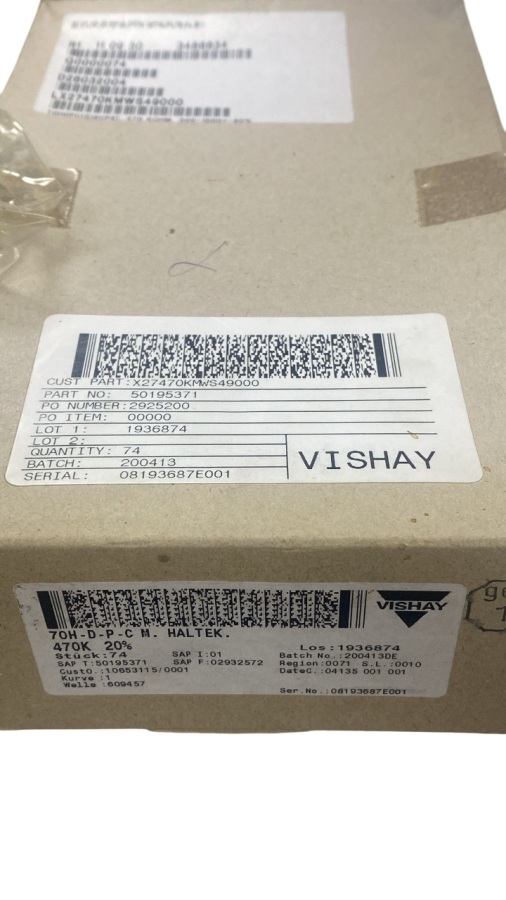 3488834
Q0000074
D28032004
LX27470KMWS49000
CUST PART:X27470KMWS49000
PART NO: 50195371
PO NUMBER:2925200
PO ITEM: 00000
LOT 1: 1936874
LOT 2:
QUANTITY: 74
BATCH: 200413
SERIAL: 08193687E001
VISHAY
VISHAY
70H-D-P-C M. HALTEK.
470K 20%
Stück:74 SAP I:01
SAP T:50195371 SAP F:02932572
CustO.:10653115/0001
Kurve :1
Welle :609457
Los:1936874
Batch No.:200413DE
Region:0071 S.L.:0010
DateC.:04135 001 001
Ser.No.:08193687E001